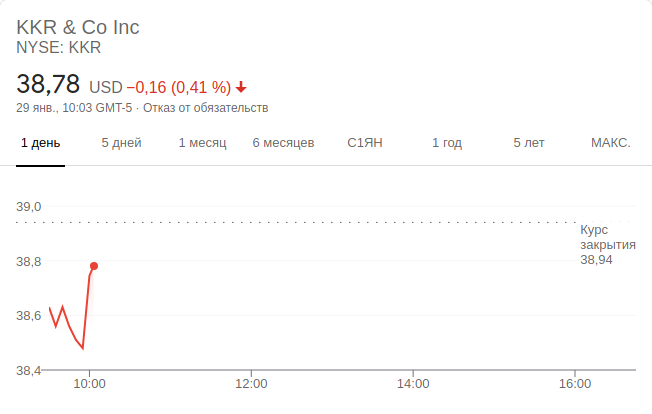 KKR & Co Inc
NYSE: KKR
38,78 USD −0,16 (0,41 %)
29 янв., 10:03 GMT-5 · Отказ от обязательств
1 день 5 дней 1 месяц 6 месяцев С1ЯН 1 год 5 лет МАКС.
39,0
Курс
закрытия
38,94
38,8
38,6
38,4
10:00 12:00 14:00 16:00